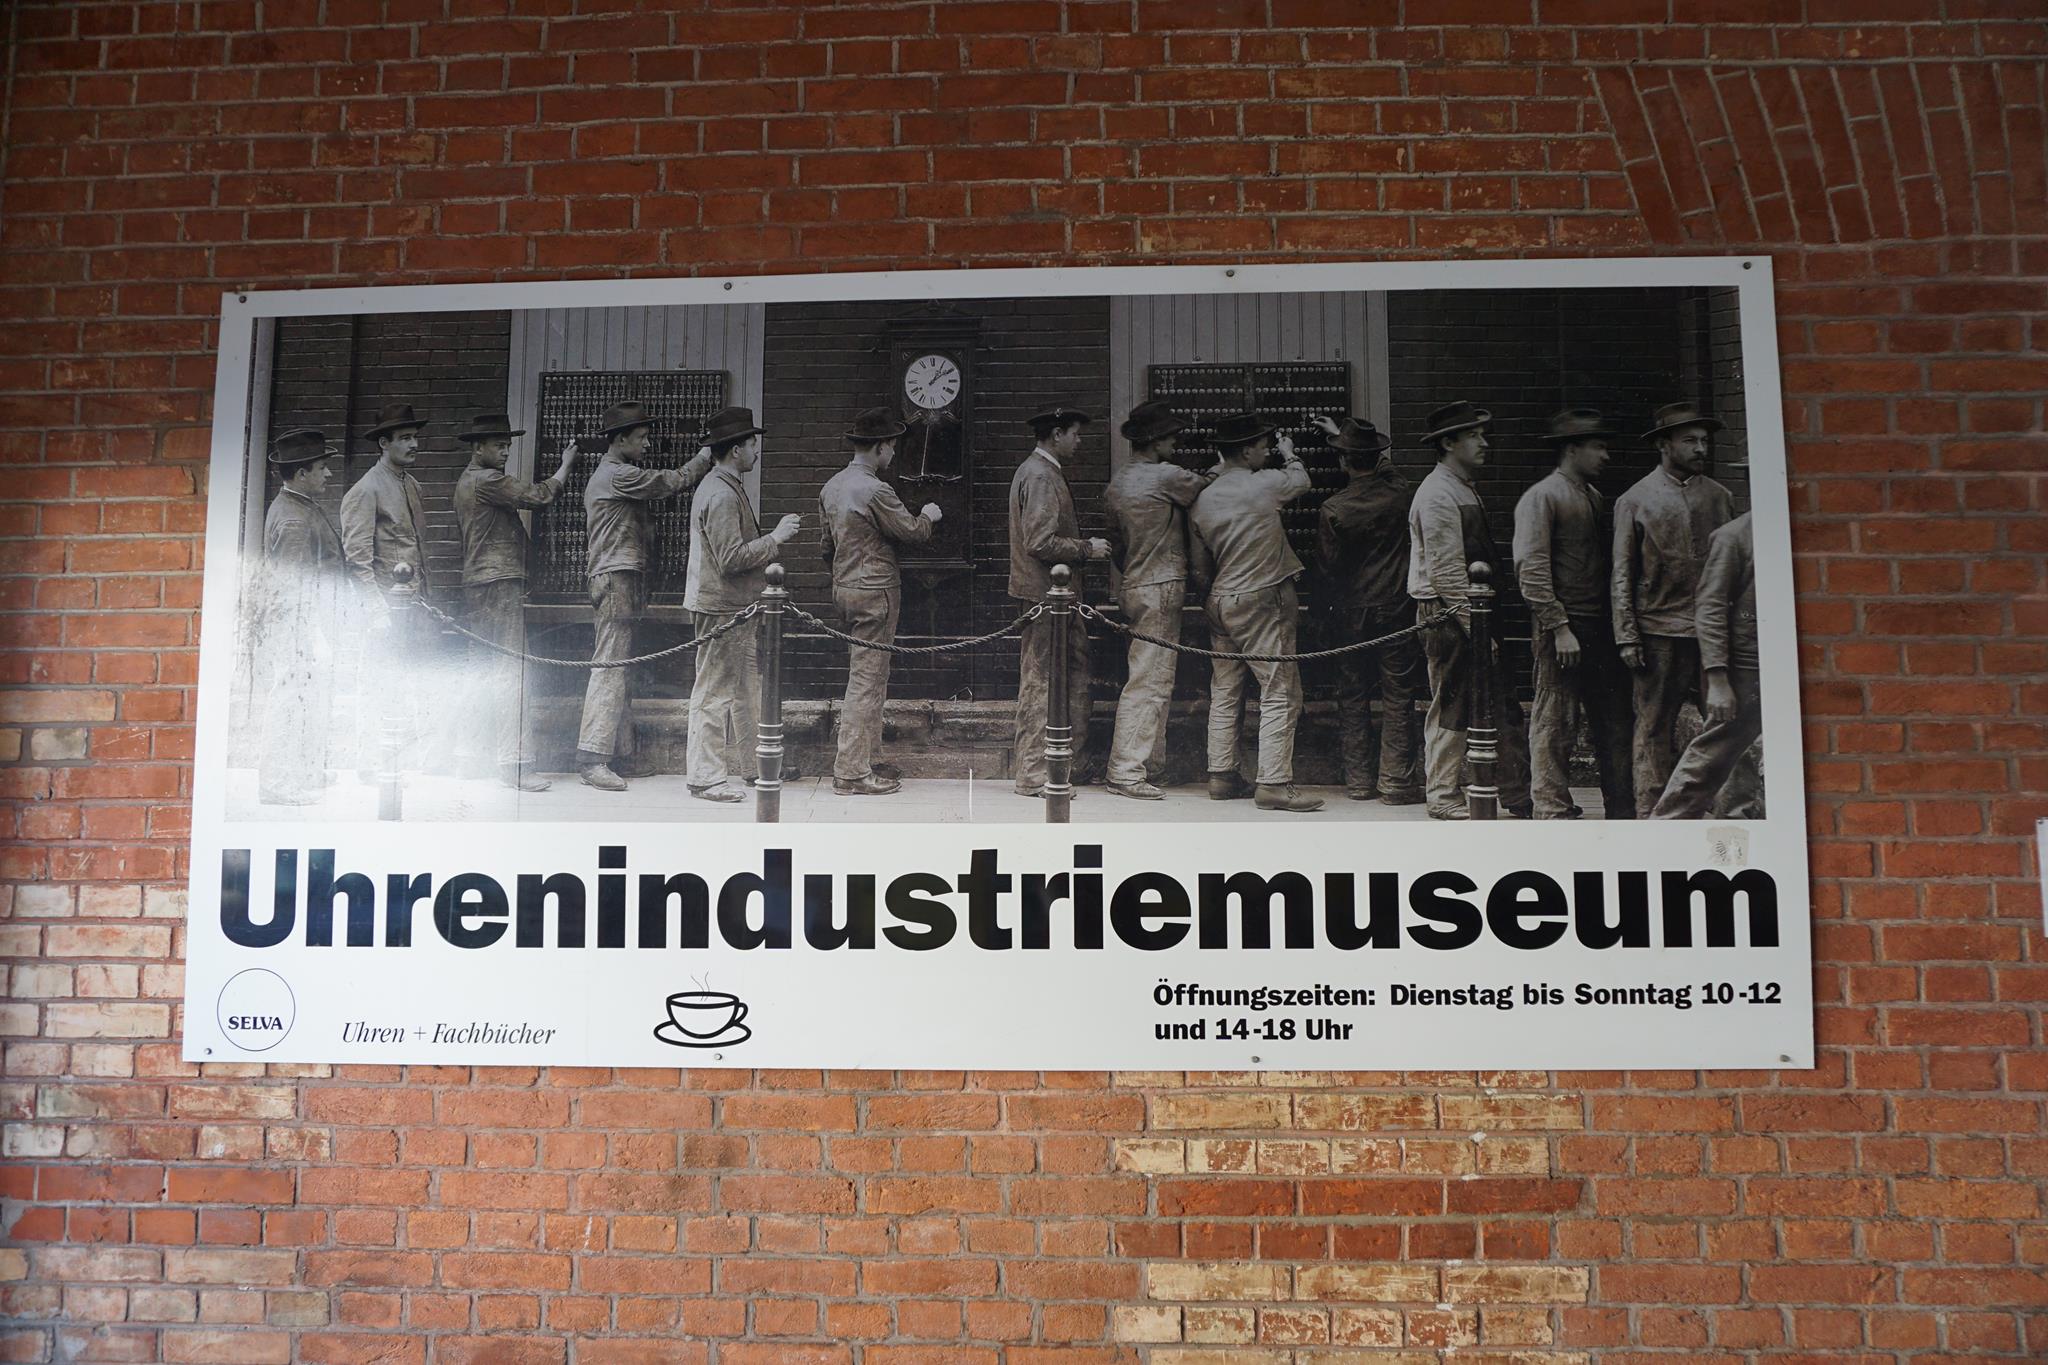 Uhrenindustriemuseum
SELVA
Uhren + Fachbücher
Öffnungszeiten: Dienstag bis Sonntag 10-12
und 14-18 Uhr